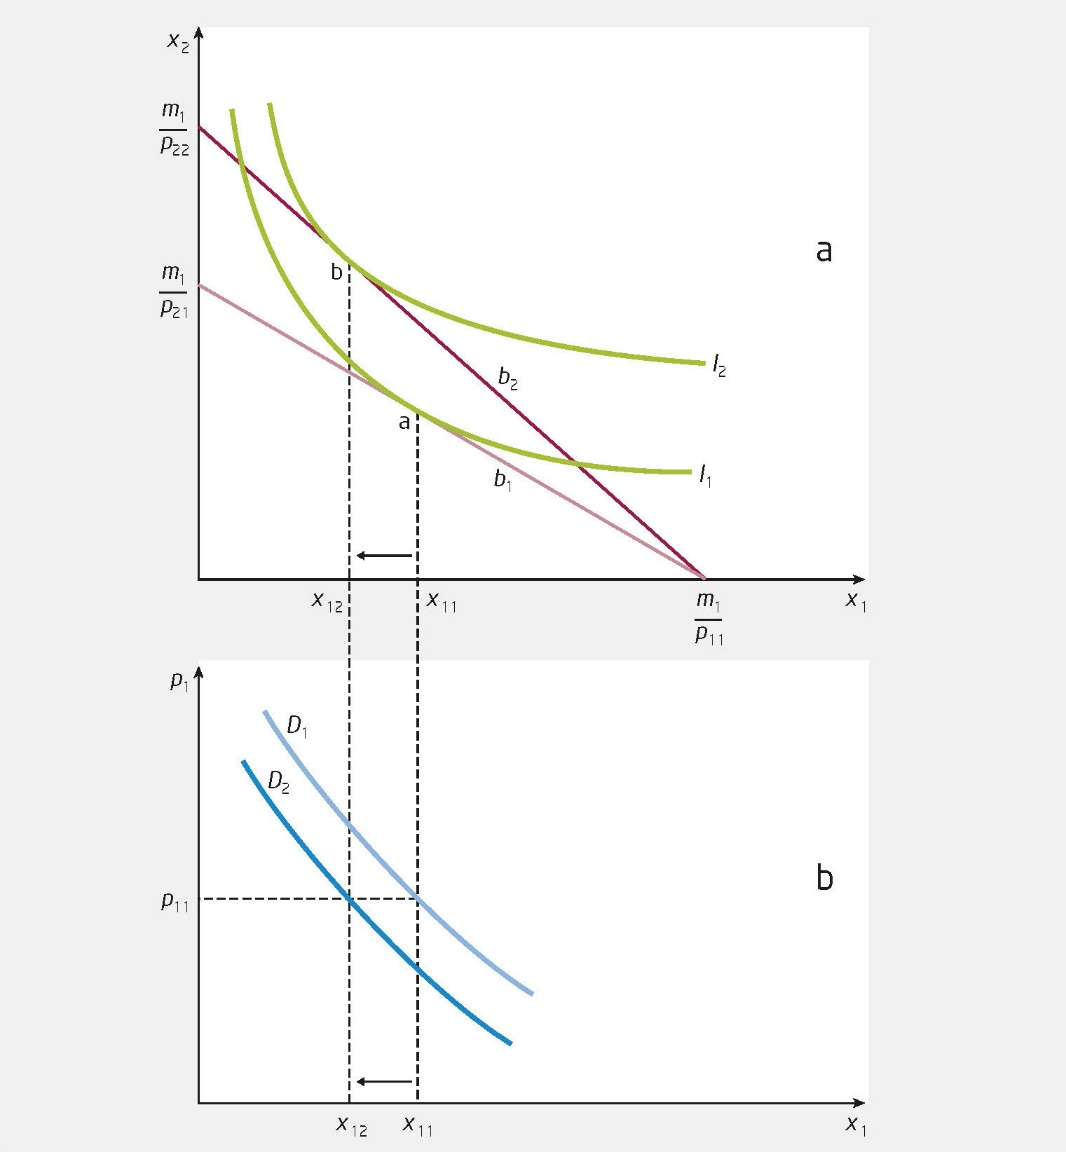 x₂
m₁
p₂₂
a
m₁
p₂₁
b
b₂
I₂
a
b₁
I₁
x₁₂
x₁₁
m₁
p₁₁
x₁
p₁
D₁
D₂
b
p₁₁
x₁₂
x₁₁
x₁